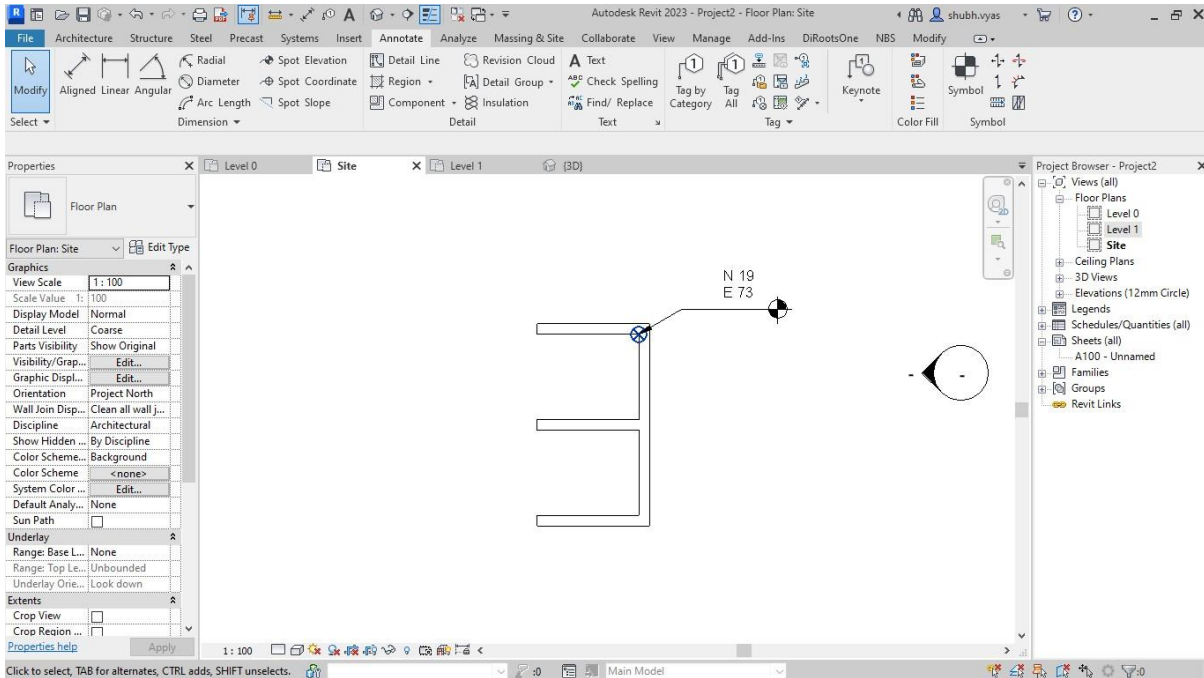 Autodesk Revit 2023 - Project2 - Floor Plan: Site
shubh.vyas
File Architecture Structure Steel Precast Systems Insert Annotate Analyze Massing & Site Collaborate View Manage Add-Ins DiRootsOne NBS Modify
Modify
Aligned Linear Angular
Radial
Diameter
Arc Length
Spot Elevation
Spot Coordinate
Spot Slope
Detail Line
Region
Component
Revision Cloud
Detail Group
Insulation
A Text
ABC Check Spelling
Find/ Replace
Tag by Category
Tag All
Keynote
Symbol
Select Dimension Detail Text Tag Color Fill Symbol
Properties
Level 0 Site Level 1 {3D}
Project Browser - Project2
Floor Plan
Floor Plan: Site Edit Type
Graphics
View Scale 1 : 100
Scale Value 1: 100
Display Model Normal
Detail Level Coarse
Parts Visibility Show Original
Visibility/Grap... Edit...
Graphic Displ... Edit...
Orientation Project North
Wall Join Disp... Clean all wall j...
Discipline Architectural
Show Hidden ... By Discipline
Color Scheme... Background
Color Scheme <none>
System Color ... Edit...
Default Analy... None
Sun Path
Underlay
Range: Base L... None
Range: Top Le... Unbounded
Underlay Orie... Look down
Extents
Crop View
Crop Region ...
Properties help Apply
N 19
E 73
2D
Views (all)
Floor Plans
Level 0
Level 1
Site
Ceiling Plans
3D Views
Elevations (12mm Circle)
Legends
Schedules/Quantities (all)
Sheets (all)
A100 - Unnamed
Families
Groups
Revit Links
1 : 100
Click to select, TAB for alternates, CTRL adds, SHIFT unselects.
:0
Main Model
:0